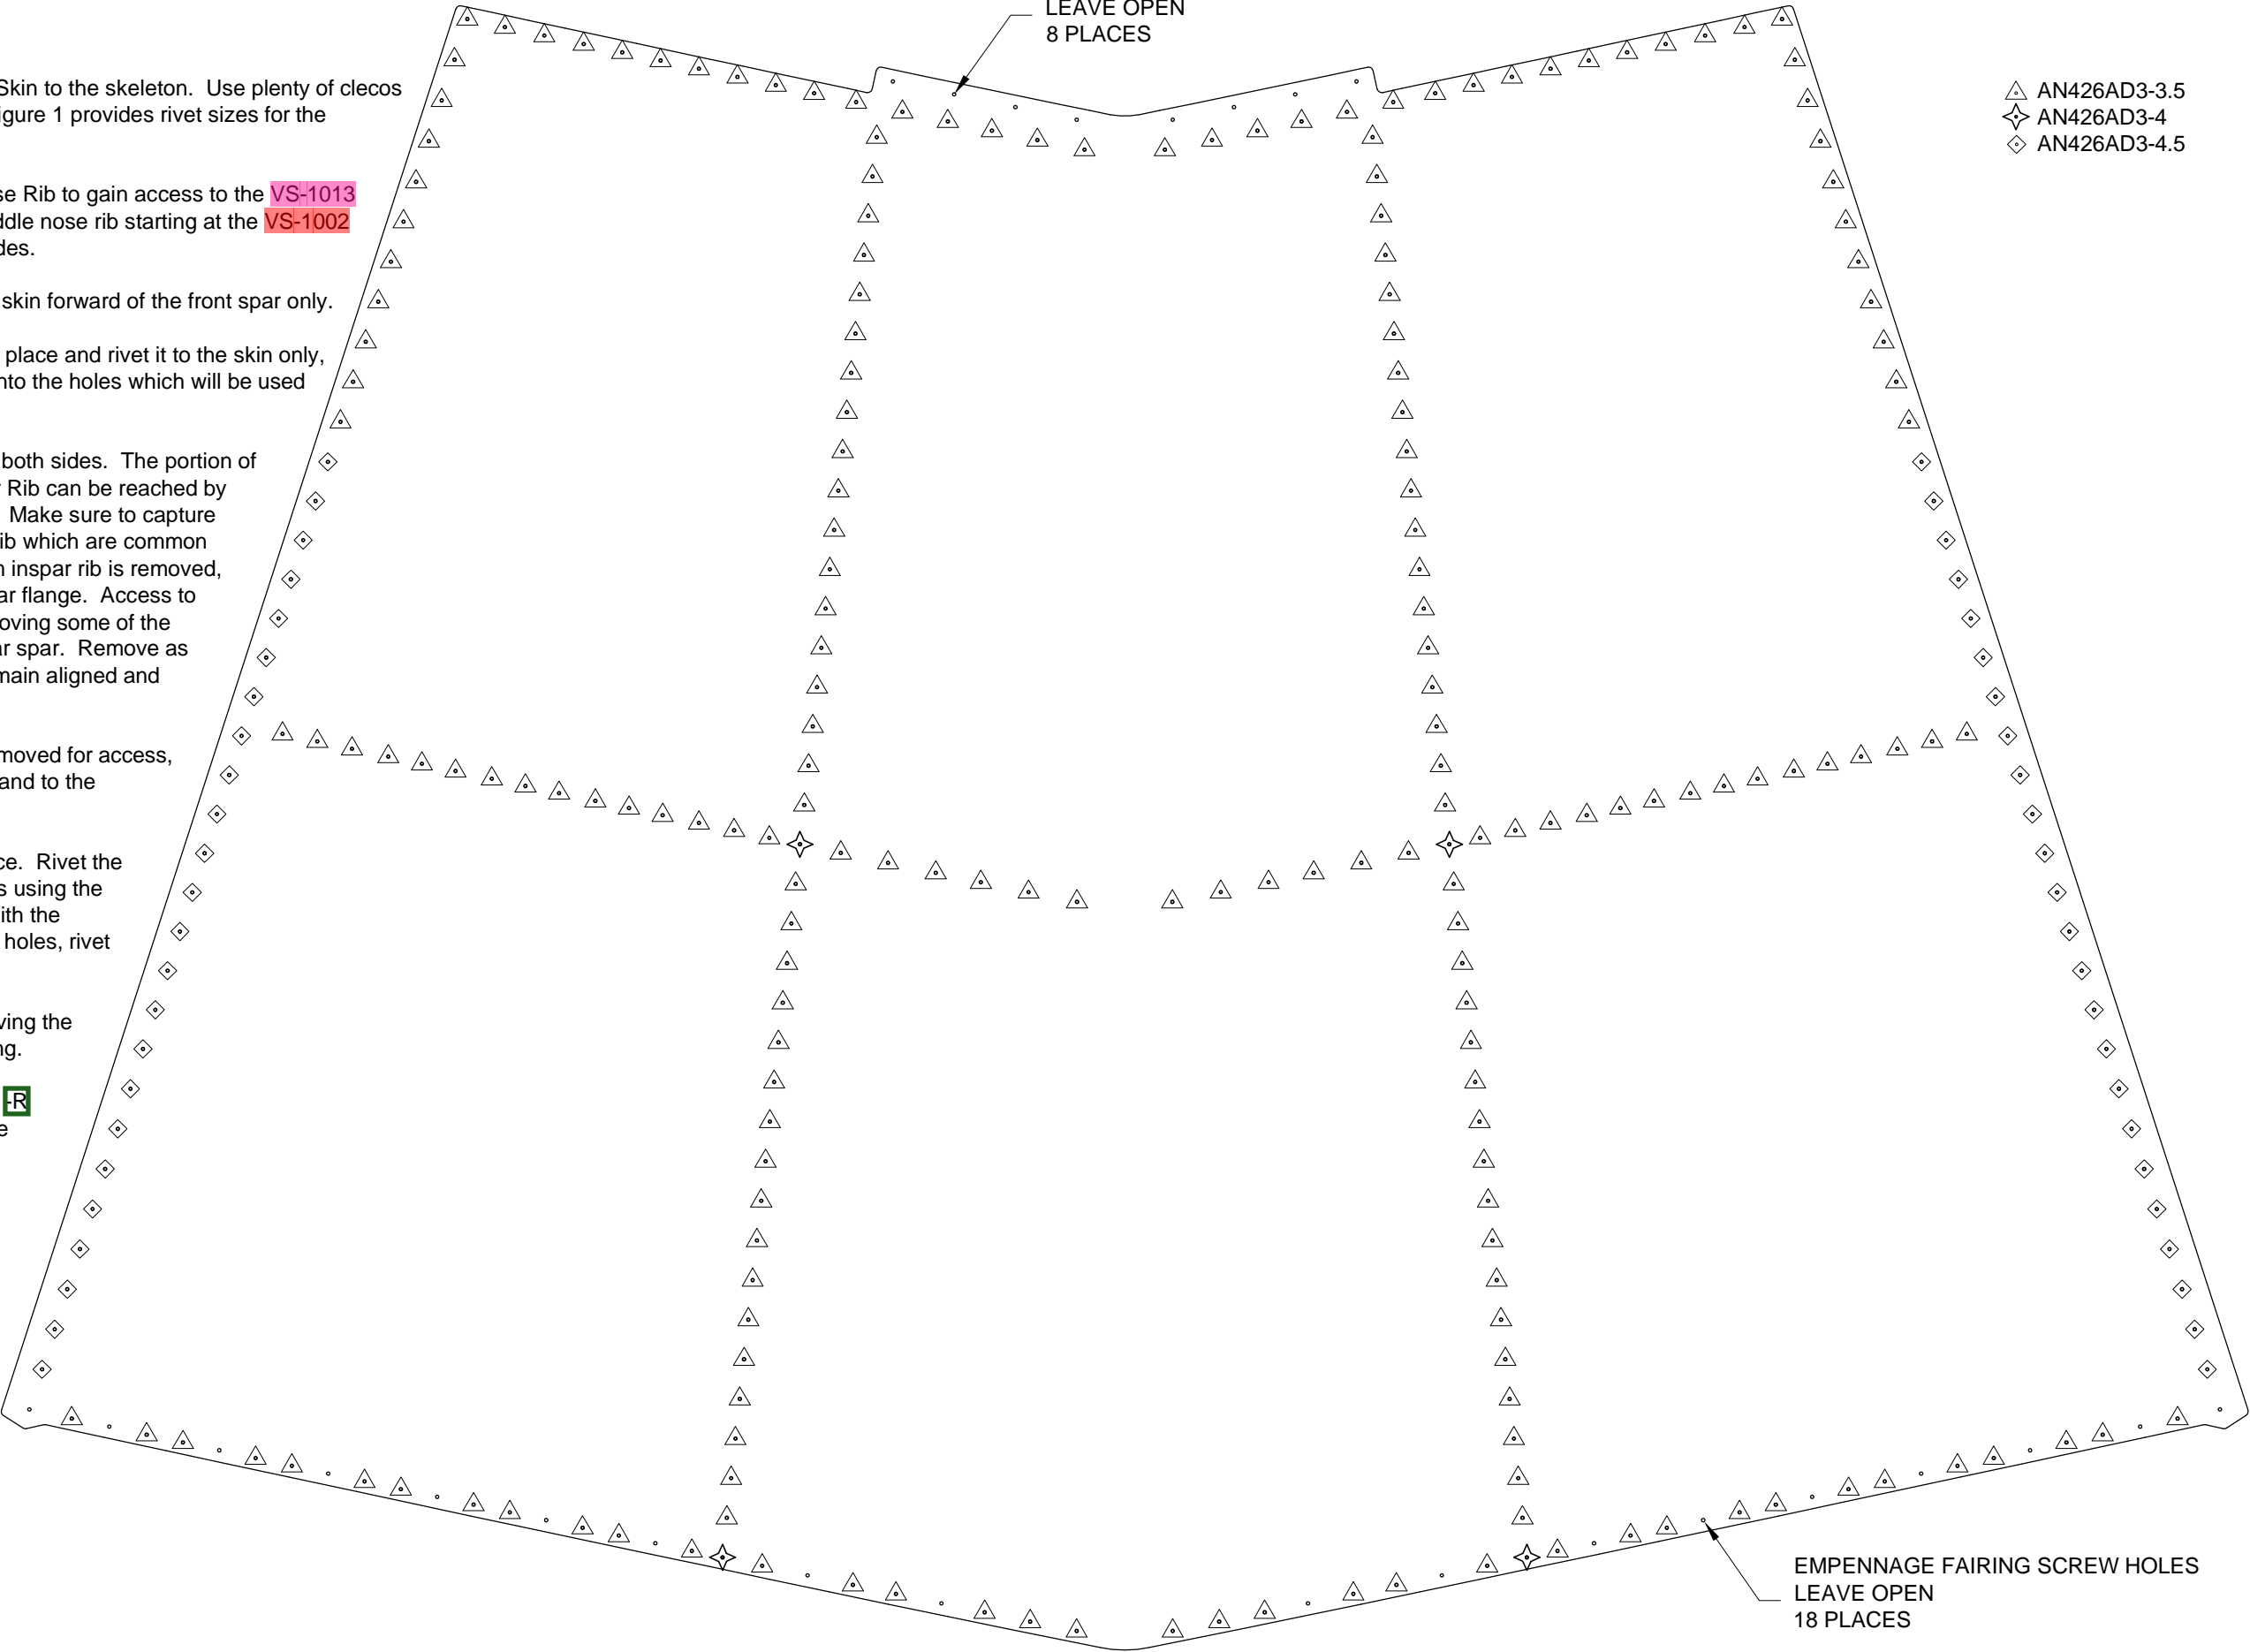 LEAVE OPEN
8 PLACES
Skin to the skeleton. Use plenty of clecos
igure 1 provides rivet sizes for the
se Rib to gain access to the VS-1013
ddle nose rib starting at the VS-1002
des.
skin forward of the front spar only.
place and rivet it to the skin only,
nto the holes which will be used
both sides. The portion of
r Rib can be reached by
Make sure to capture
ib which are common
n inspar rib is removed,
ar flange. Access to
oving some of the
ar spar. Remove as
main aligned and
moved for access,
and to the
ce. Rivet the
s using the
ith the
holes, rivet
ving the
ng.
-R
e
AN426AD3-3.5
AN426AD3-4
AN426AD3-4.5
EMPENNAGE FAIRING SCREW HOLES
LEAVE OPEN
18 PLACES